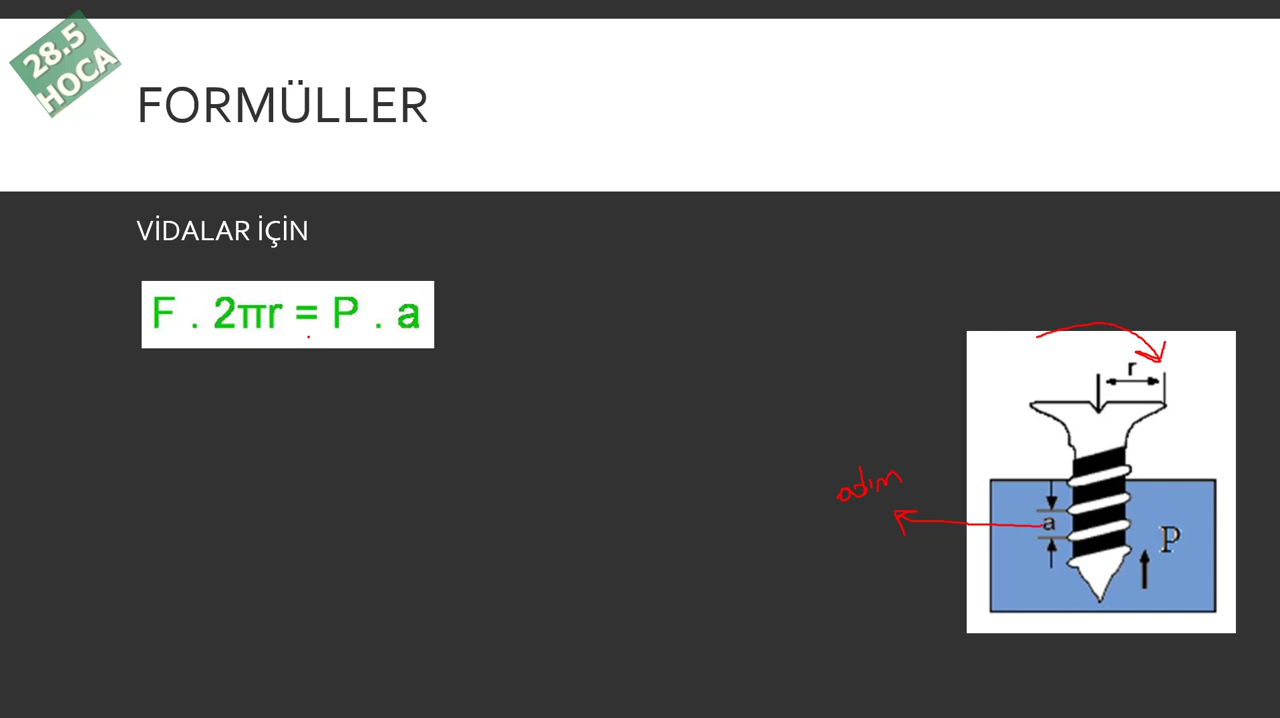 28.5
HOCA
FORMÜLLER
VİDALAR İÇİN
F . 2πr = P . a
r
adım
a
P